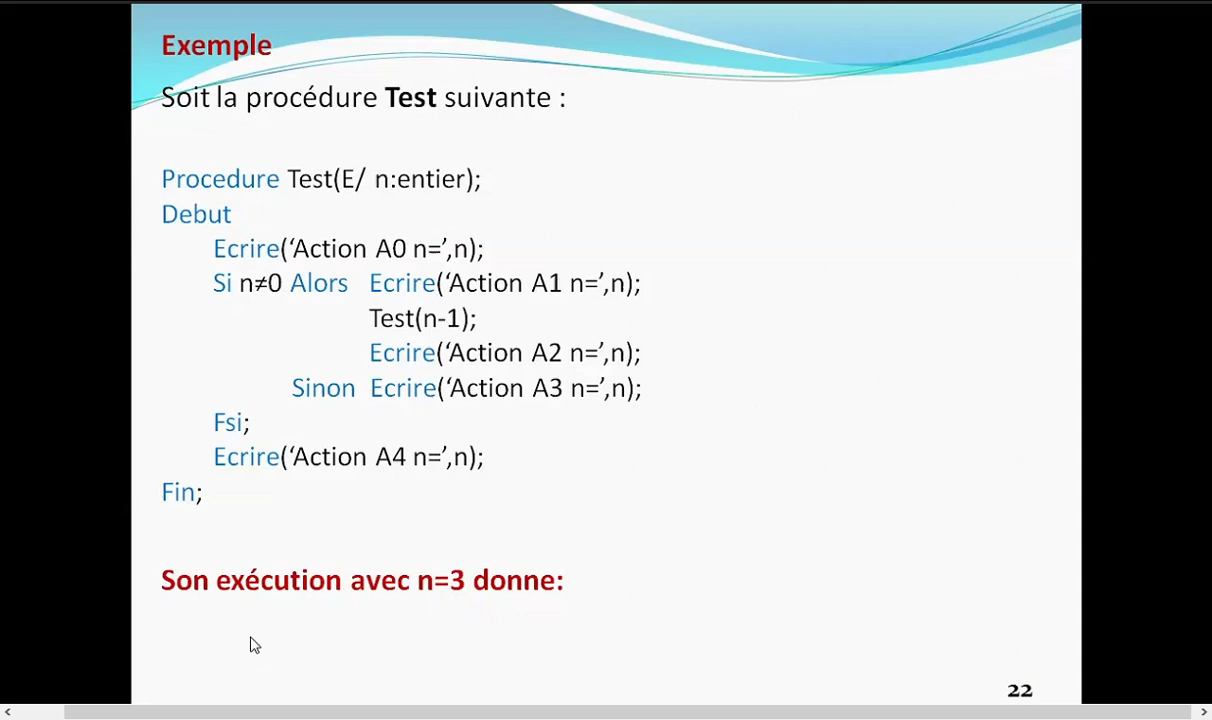 Exemple
Soit la procédure Test suivante :
Procedure Test(E/ n:entier);
Debut
Ecrire(‘Action A0 n=’,n);
Si n≠0 Alors Ecrire(‘Action A1 n=’,n);
Test(n-1);
Ecrire(‘Action A2 n=’,n);
Sinon Ecrire(‘Action A3 n=’,n);
Fsi;
Ecrire(‘Action A4 n=’,n);
Fin;
Son exécution avec n=3 donne:
22